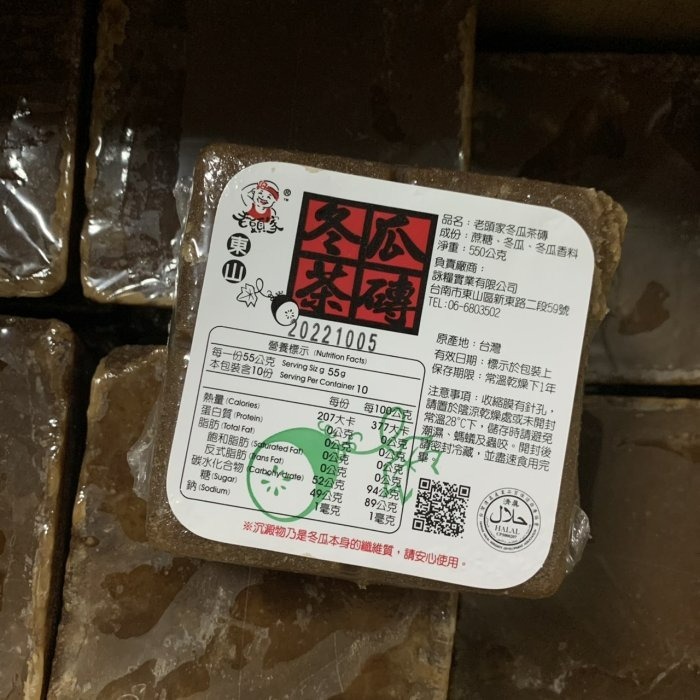 老頭家
®
東山
冬瓜
茶磚
20221005
品名：老頭家冬瓜茶磚
成份：蔗糖、冬瓜、冬瓜香料
淨重：550公克
負責廠商：
詠糧實業有限公司
台南市東山區新東路二段59號
TEL:06-6803502
原產地：台灣
有效日期：標示於包裝上
保存期限：常溫乾燥下1年
注意事項：收縮膜有針孔，
請置於陰涼乾燥處或未開封
常溫28℃下，儲存時請避免
潮濕、螞蟻及蟲咬。開封後
請密封冷藏，並盡速食用完
畢。
營養標示 (Nutrition Facts)
每一份55公克 Serving Siz g 55g
本包裝含10份 Serving Per Container 10
每份 每100公克
熱量 (Calories) 207大卡 377大卡
蛋白質 (Protein) 0公克 0公克
脂肪 (Total Fat) 0公克 0公克
飽和脂肪 (Saturated Fat) 0公克 0公克
反式脂肪 (Trans Fat) 0公克 0公克
碳水化合物 (Carbohydrate) 52公克 94公克
糖 (Sugar) 49公克 89公克
鈉 (Sodium) 1毫克 1毫克
清真
حلال
HALAL
※沉澱物乃是冬瓜本身的纖維質，請安心使用。